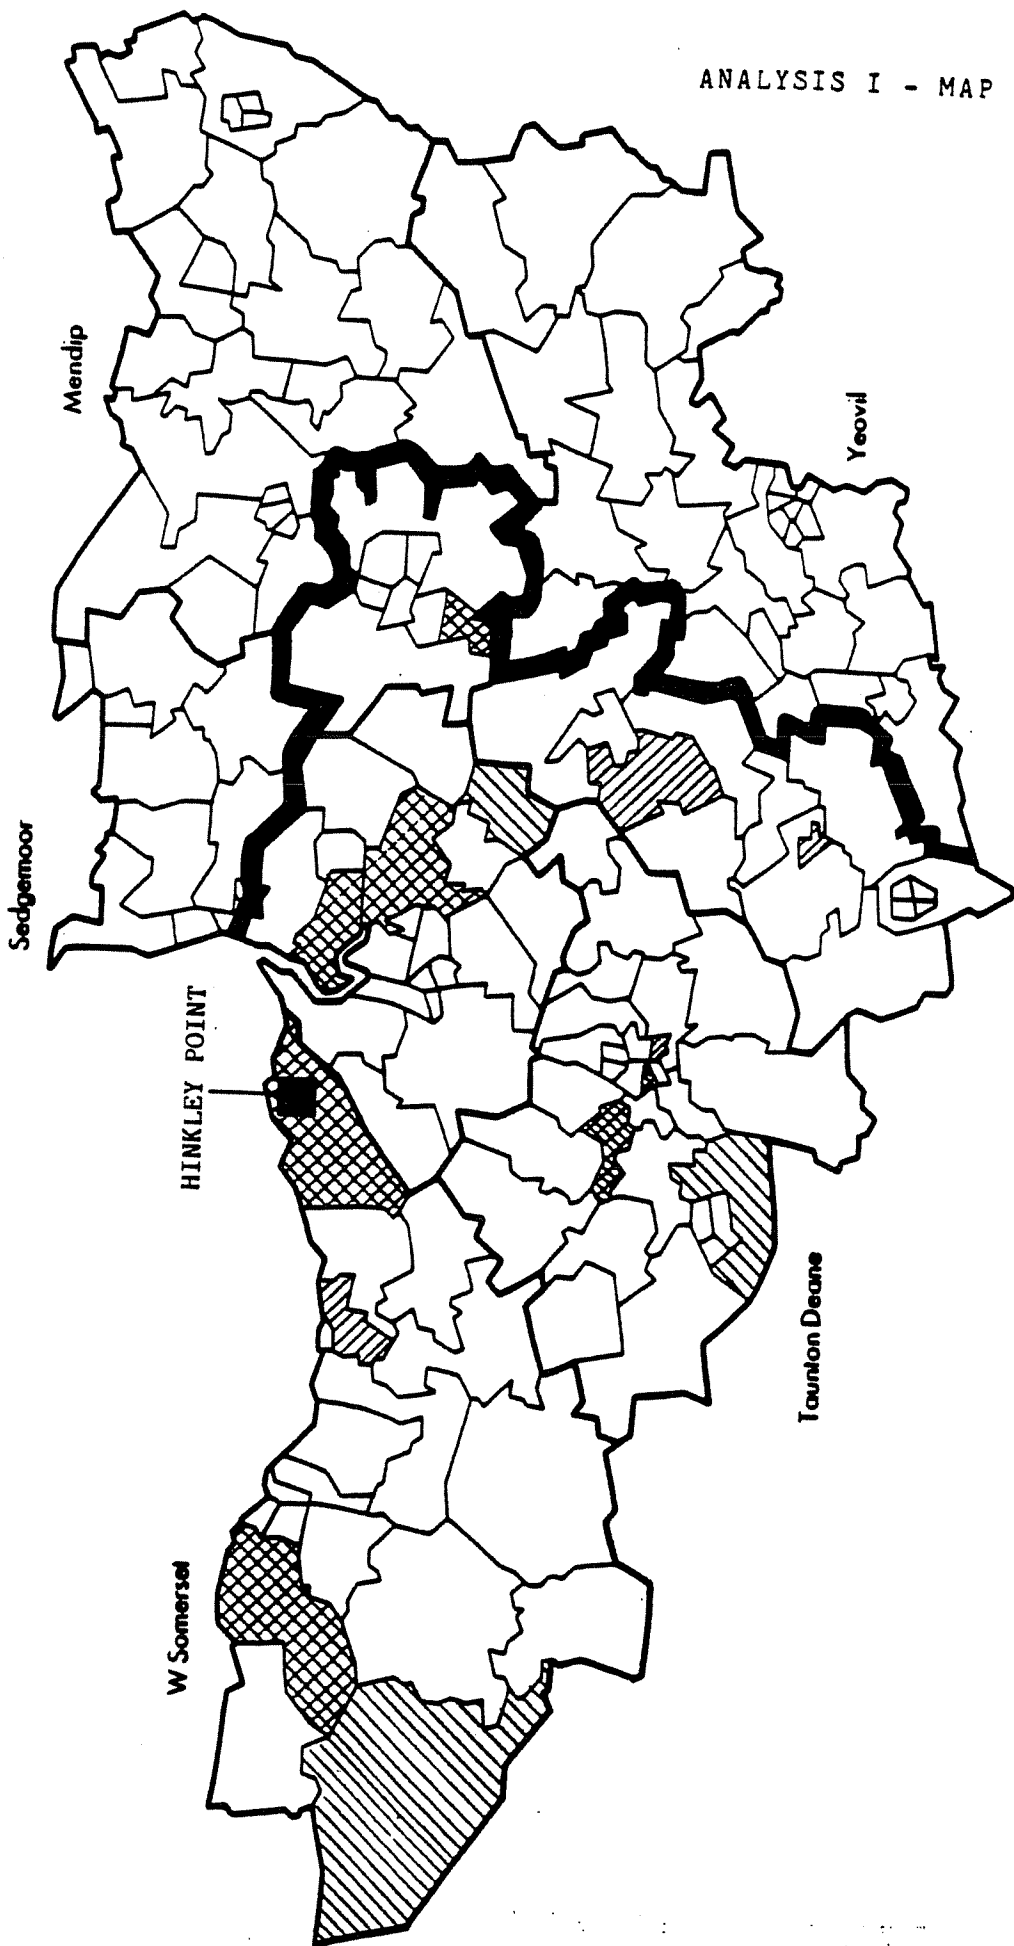 ANALYSIS I - MAP
Mendip
Sedgemoor
Yeovil
HINKLEY POINT
Taunton Deane
W Somerset